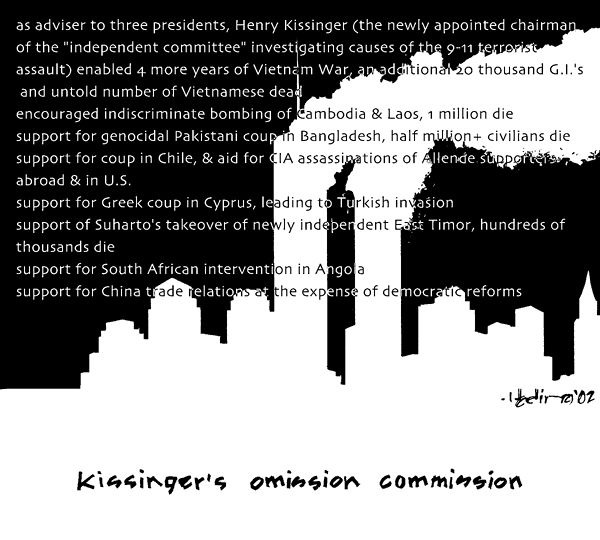 as adviser to three presidents, Henry Kissinger (the newly appointed chairman
of the "independent committee" investigating causes of the 9-11 terrorist
assault) enabled 4 more years of Vietnam War, an additional 20 thousand G.I.'s
and untold number of Vietnamese dead
encouraged indiscriminate bombing of Cambodia & Laos, 1 million die
support for genocidal Pakistani coup in Bangladesh, half million+ civilians die
support for coup in Chile, & aid for CIA assassinations of Allende supporters
abroad & in U.S.
support for Greek coup in Cyprus, leading to Turkish invasion
support of Suharto's takeover of newly independent East Timor, hundreds of
thousands die
support for South African intervention in Angola
support for China trade relations at the expense of democratic reforms
'02
kissinger's omission commission